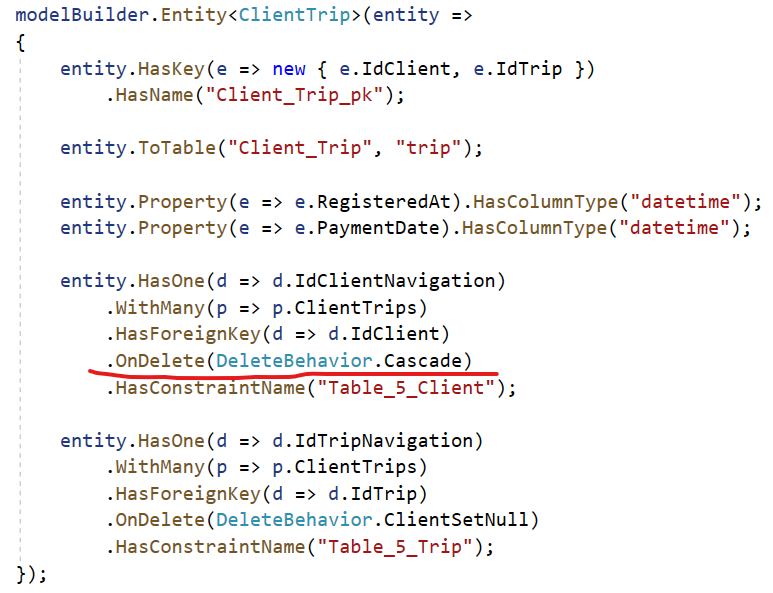 modelBuilder.Entity<ClientTrip>(entity =>
{
    entity.HasKey(e => new { e.IdClient, e.IdTrip })
        .HasName("Client_Trip_pk");

    entity.ToTable("Client_Trip", "trip");

    entity.Property(e => e.RegisteredAt).HasColumnType("datetime");
    entity.Property(e => e.PaymentDate).HasColumnType("datetime");

    entity.HasOne(d => d.IdClientNavigation)
        .WithMany(p => p.ClientTrips)
        .HasForeignKey(d => d.IdClient)
        .OnDelete(DeleteBehavior.Cascade)
        .HasConstraintName("Table_5_Client");

    entity.HasOne(d => d.IdTripNavigation)
        .WithMany(p => p.ClientTrips)
        .HasForeignKey(d => d.IdTrip)
        .OnDelete(DeleteBehavior.ClientSetNull)
        .HasConstraintName("Table_5_Trip");
});